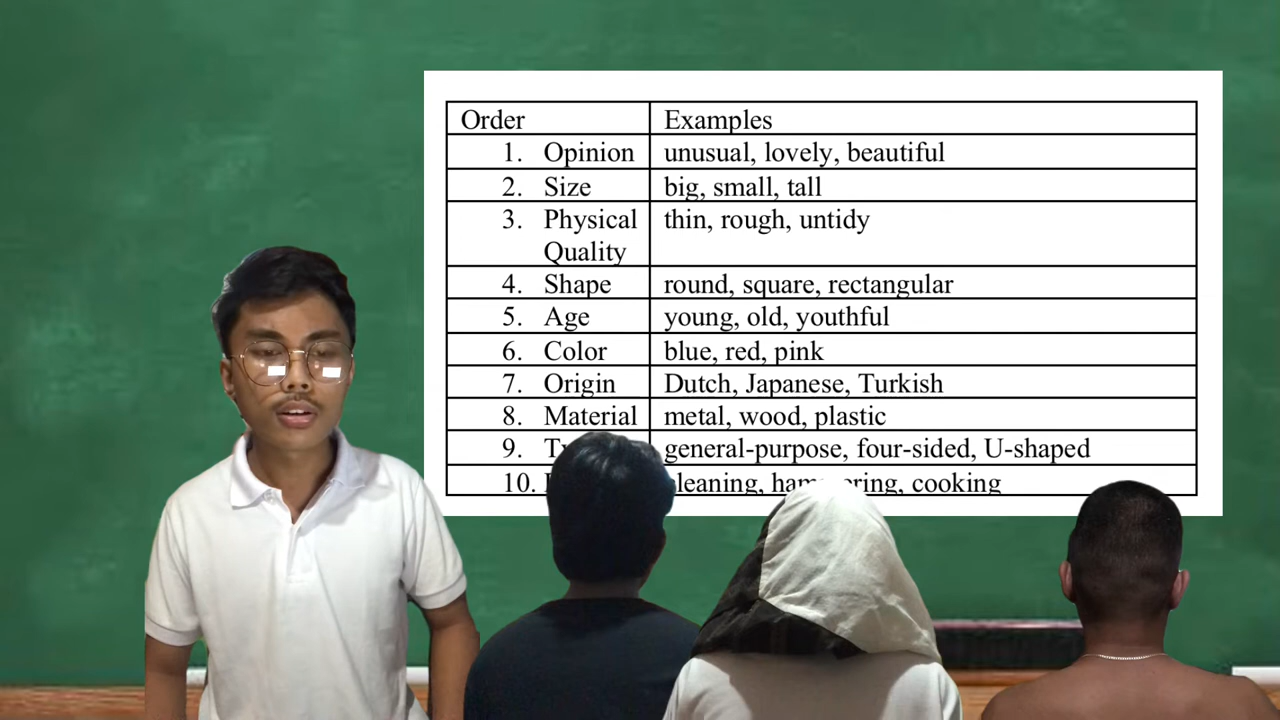 Order Examples
1. Opinion unusual, lovely, beautiful
2. Size big, small, tall
3. Physical thin, rough, untidy
Quality
4. Shape round, square, rectangular
5. Age young, old, youthful
6. Color blue, red, pink
7. Origin Dutch, Japanese, Turkish
8. Material metal, wood, plastic
9. general-purpose, four-sided, U-shaped
10. cooking